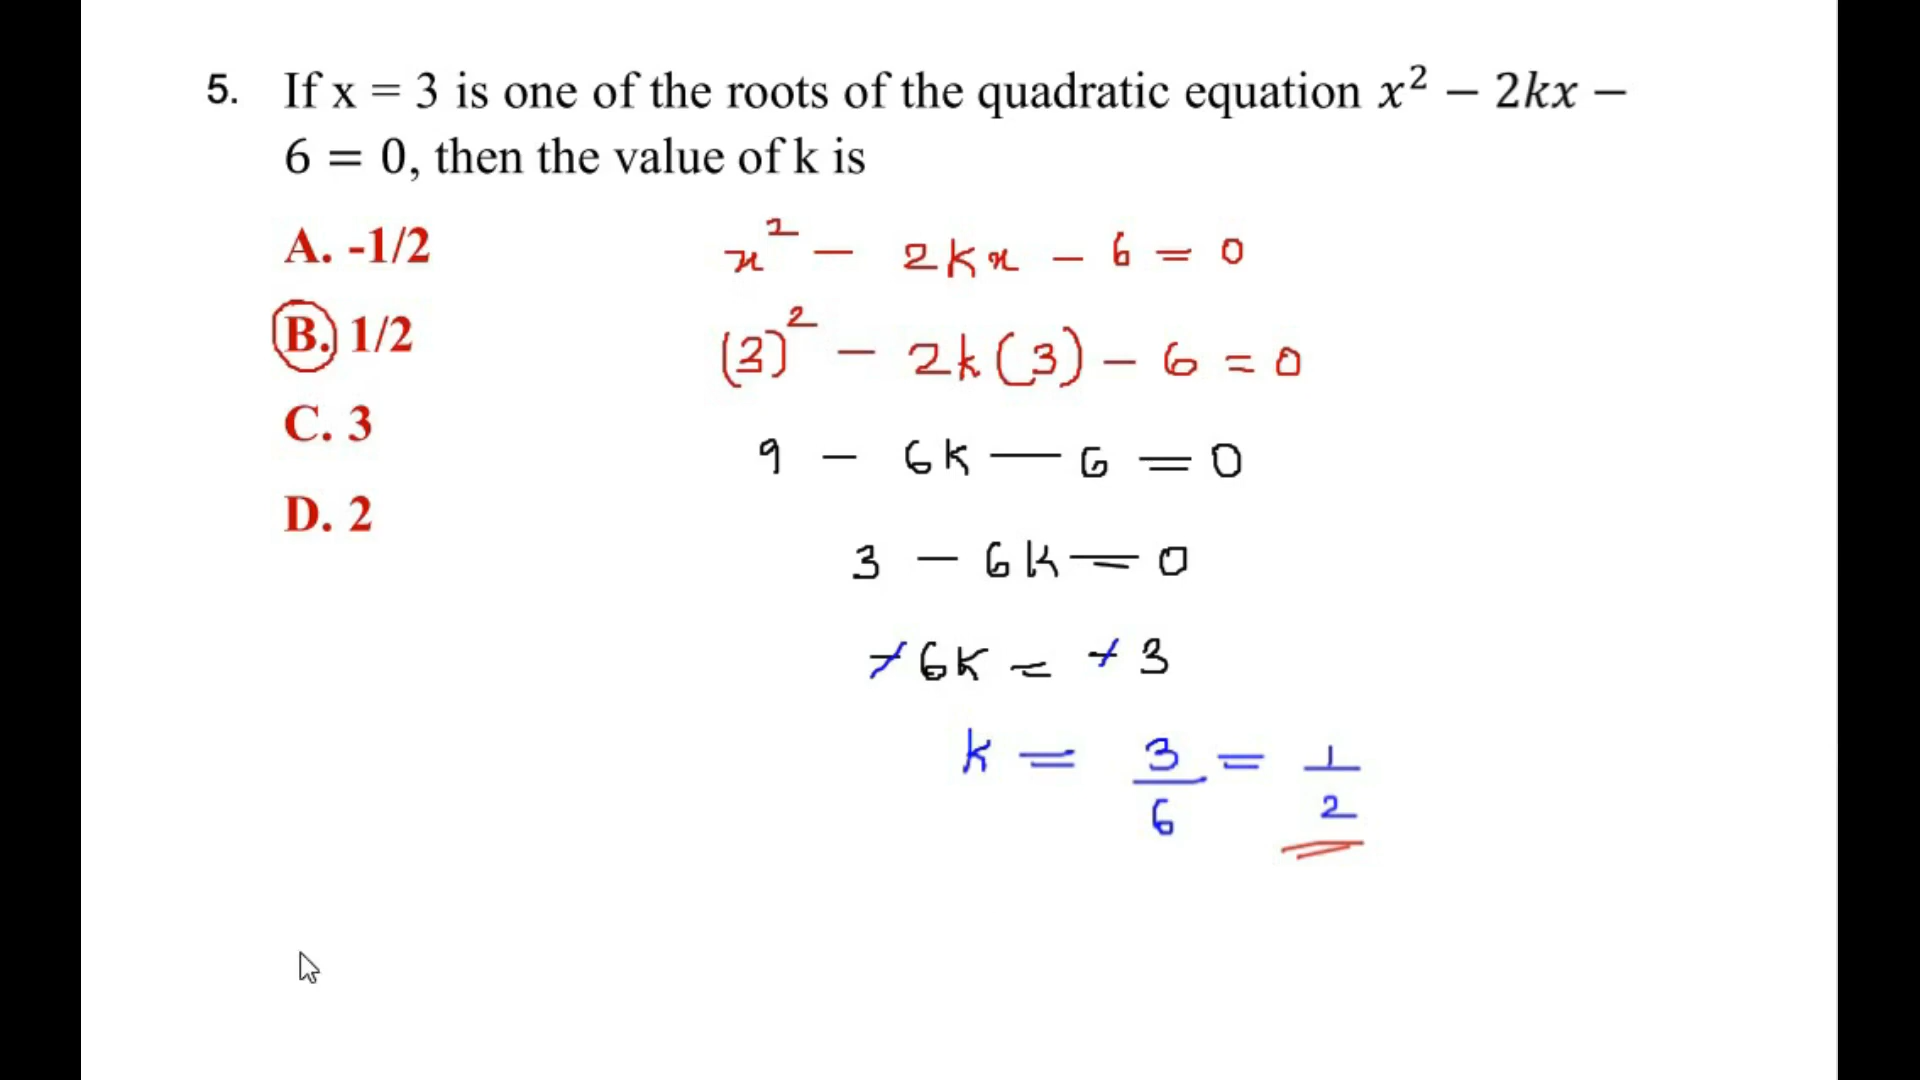 5. If x = 3 is one of the roots of the quadratic equation x² − 2kx −
6 = 0, then the value of k is
A. -1/2
B. 1/2
C. 3
D. 2
x² − 2kx − 6 = 0
(3)² − 2k(3) − 6 = 0
9 − 6k − 6 = 0
3 − 6k = 0
−6k = −3
k = 3/6 = 1/2